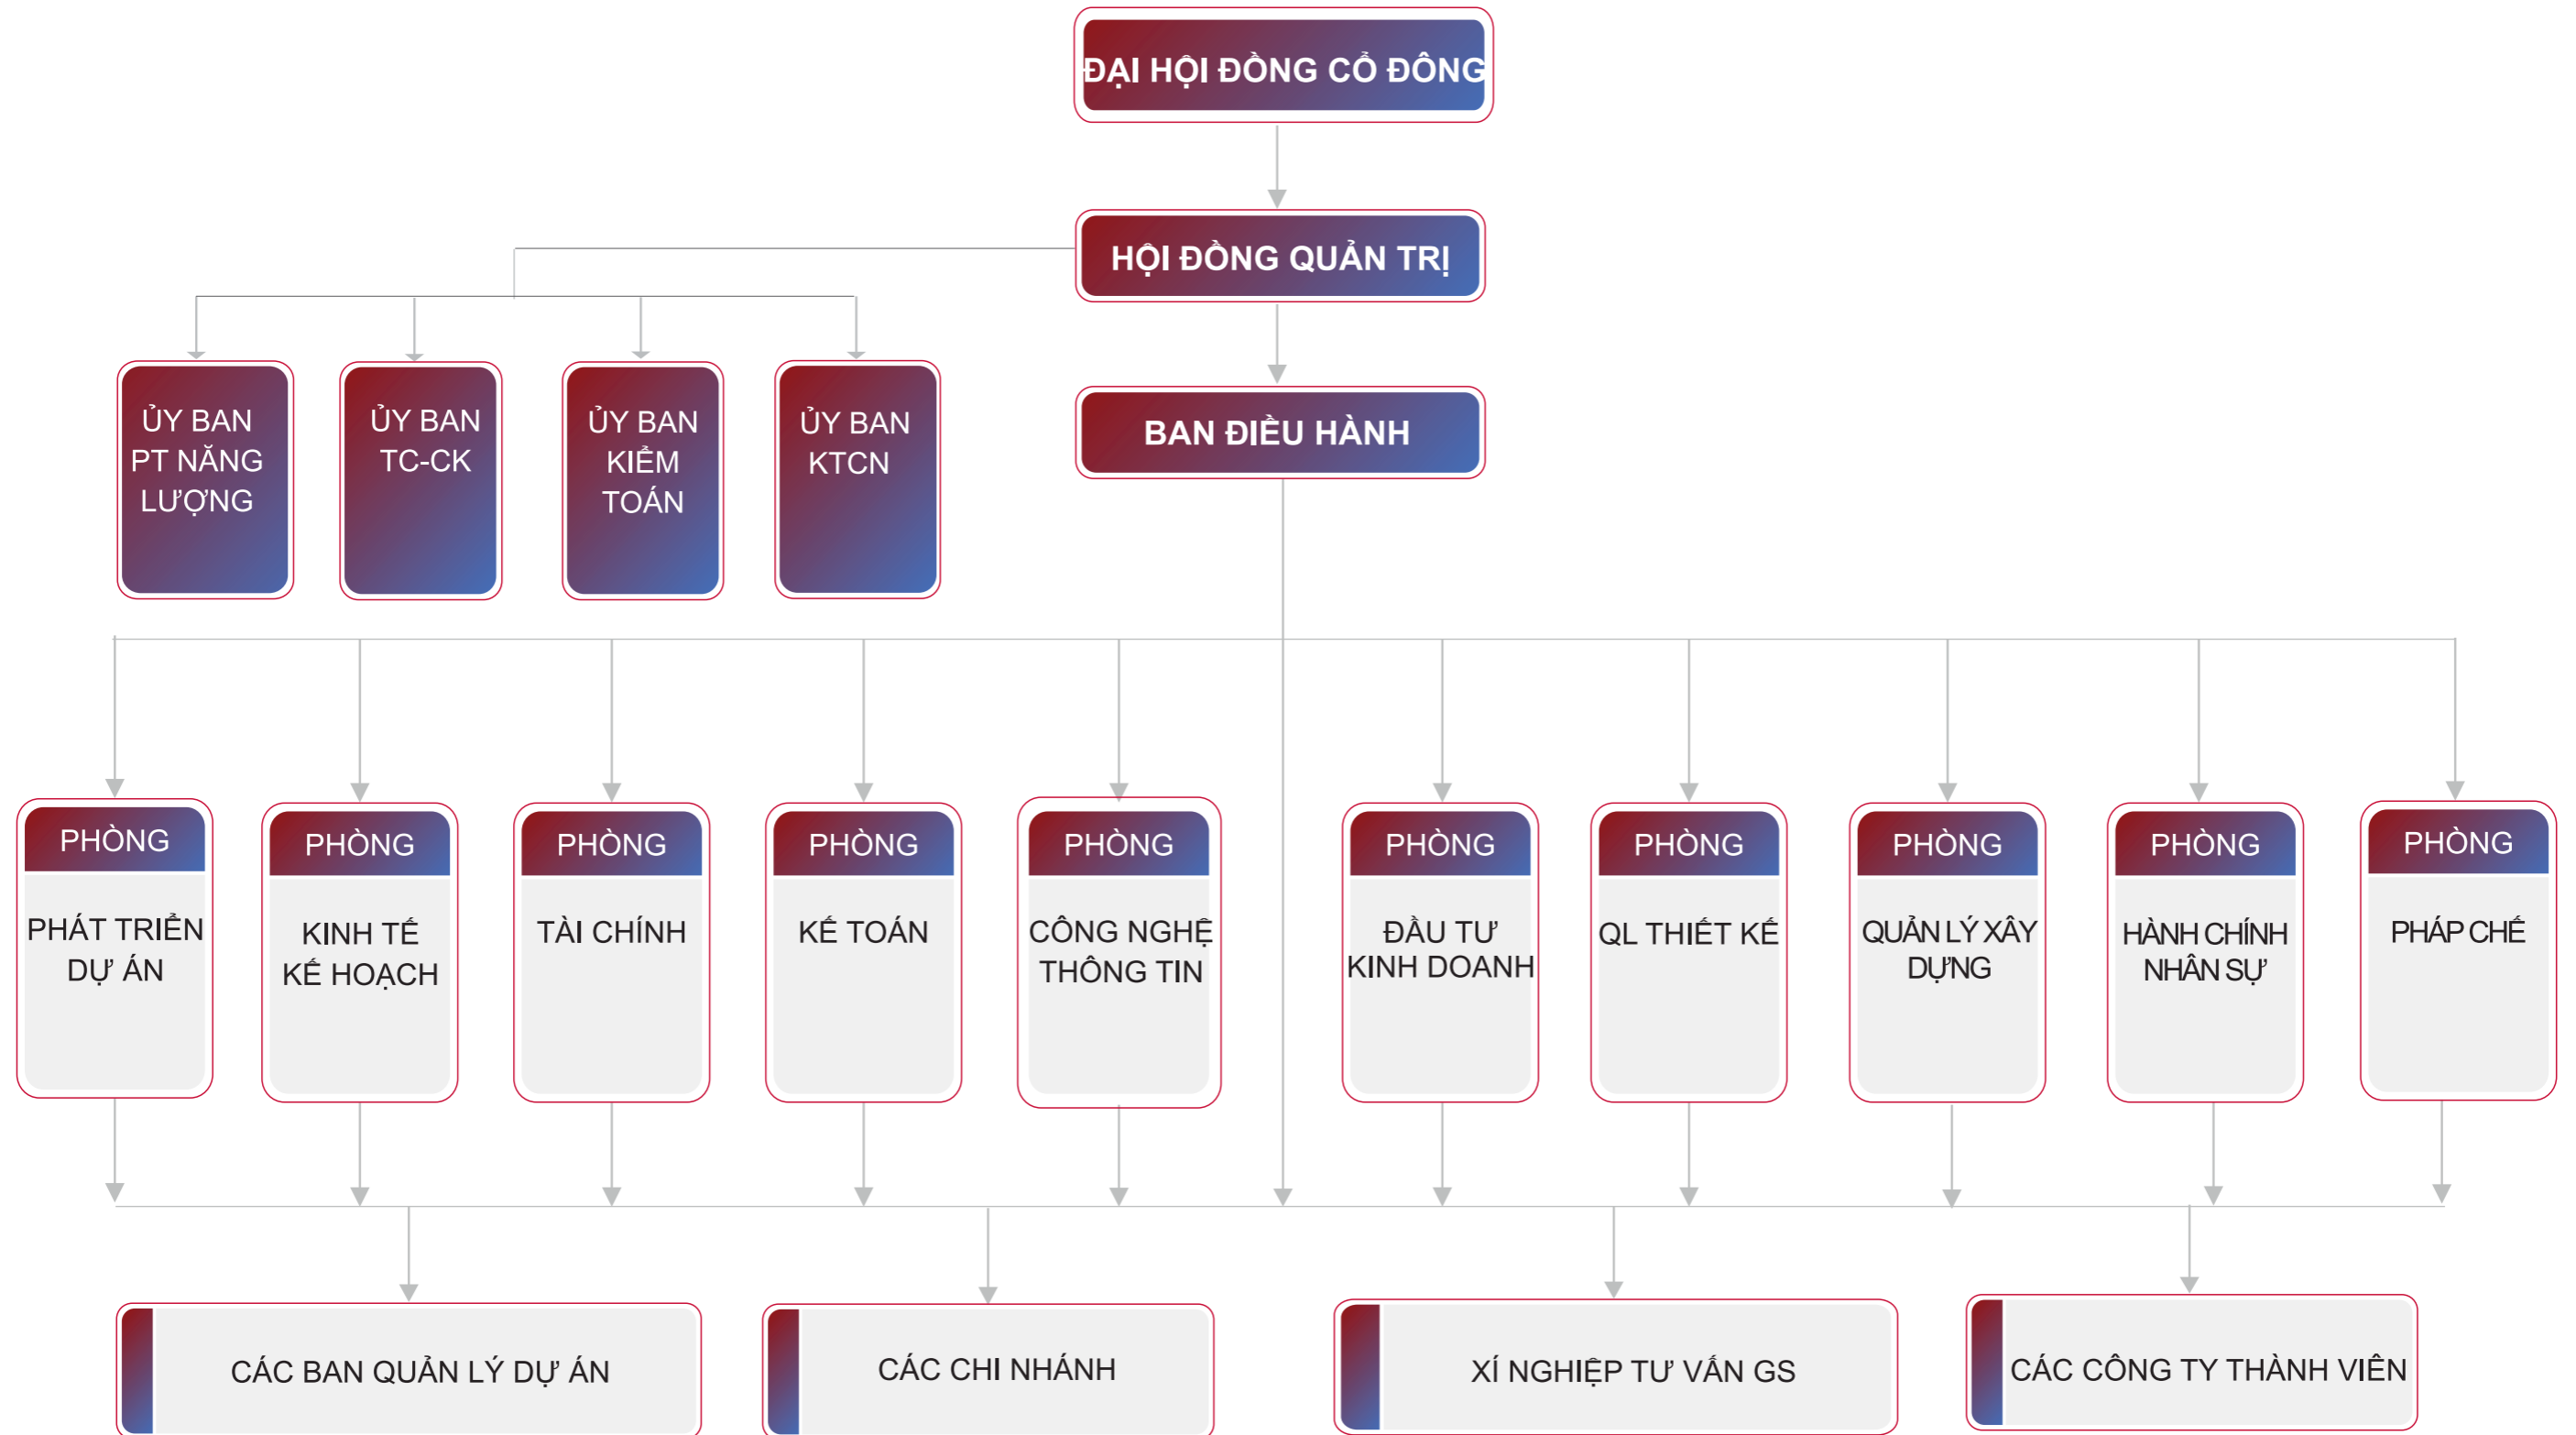 ĐẠI HỘI ĐỒNG CỔ ĐÔNG
HỘI ĐỒNG QUẢN TRỊ
BAN ĐIỀU HÀNH
ỦY BAN
PT NĂNG
LƯỢNG
ỦY BAN
TC-CK
ỦY BAN
KIỂM
TOÁN
ỦY BAN
KTCN
PHÒNG
PHÁT TRIỂN
DỰ ÁN
PHÒNG
KINH TẾ
KẾ HOẠCH
PHÒNG
TÀI CHÍNH
PHÒNG
KẾ TOÁN
PHÒNG
CÔNG NGHỆ
THÔNG TIN
PHÒNG
ĐẦU TƯ
KINH DOANH
PHÒNG
QL THIẾT KẾ
PHÒNG
QUẢN LÝ XÂY
DỰNG
PHÒNG
HÀNH CHÍNH
NHÂN SỰ
PHÒNG
PHÁP CHẾ
CÁC BAN QUẢN LÝ DỰ ÁN
CÁC CHI NHÁNH
XÍ NGHIỆP TƯ VẤN GS
CÁC CÔNG TY THÀNH VIÊN